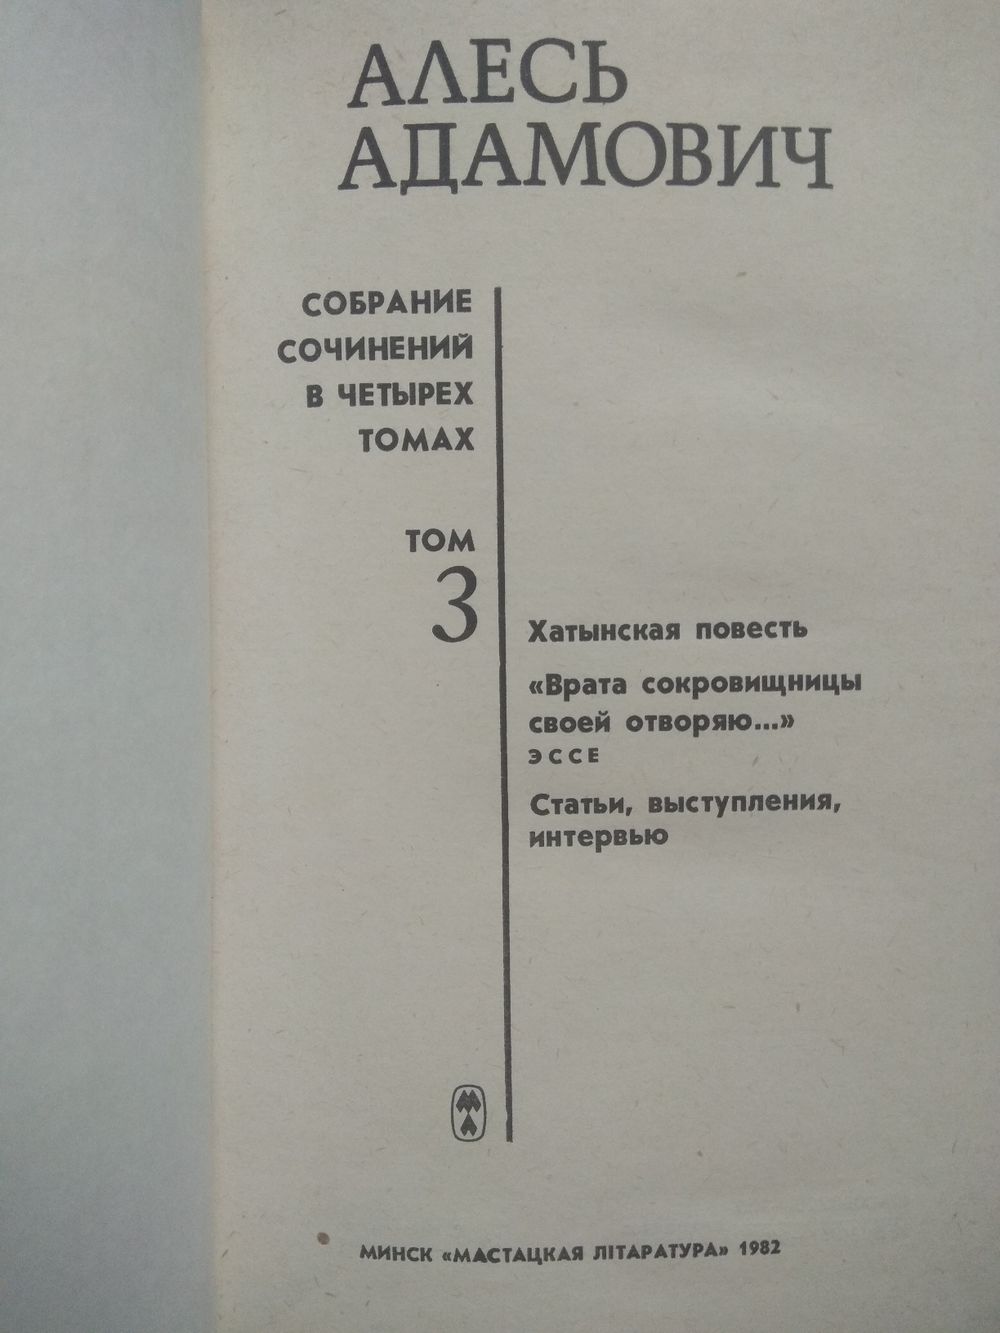 АЛЕСЬ
АДАМОВИЧ
СОБРАНИЕ
СОЧИНЕНИЙ
В ЧЕТЫРЕХ
ТОМАХ
ТОМ
3
Хатынская повесть
«Врата сокровищницы
своей отворяю...»
ЭССЕ
Статьи, выступления,
интервью
МИНСК «МАСТАЦКАЯ ЛІТАРАТУРА» 1982